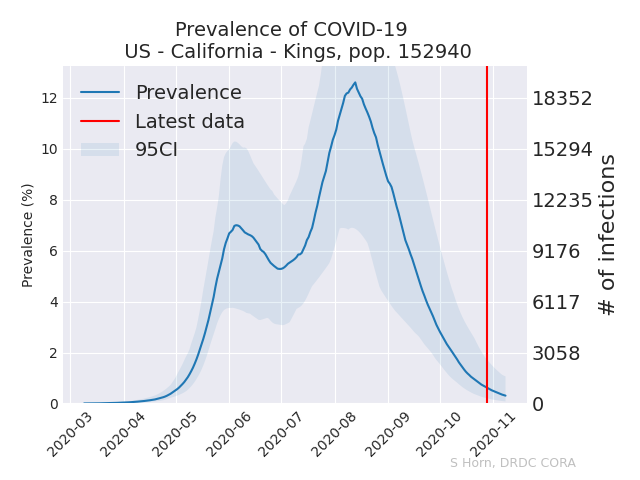 Prevalence of COVID-19
US - California - Kings, pop. 152940
Prevalence
Latest data
95CI
Prevalence (%)
12
10
8
6
4
2
0
18352
15294
12235
9176
6117
3058
0
# of infections
2020-03
2020-04
2020-05
2020-06
2020-07
2020-08
2020-09
2020-10
2020-11
S Horn, DRDC CORA